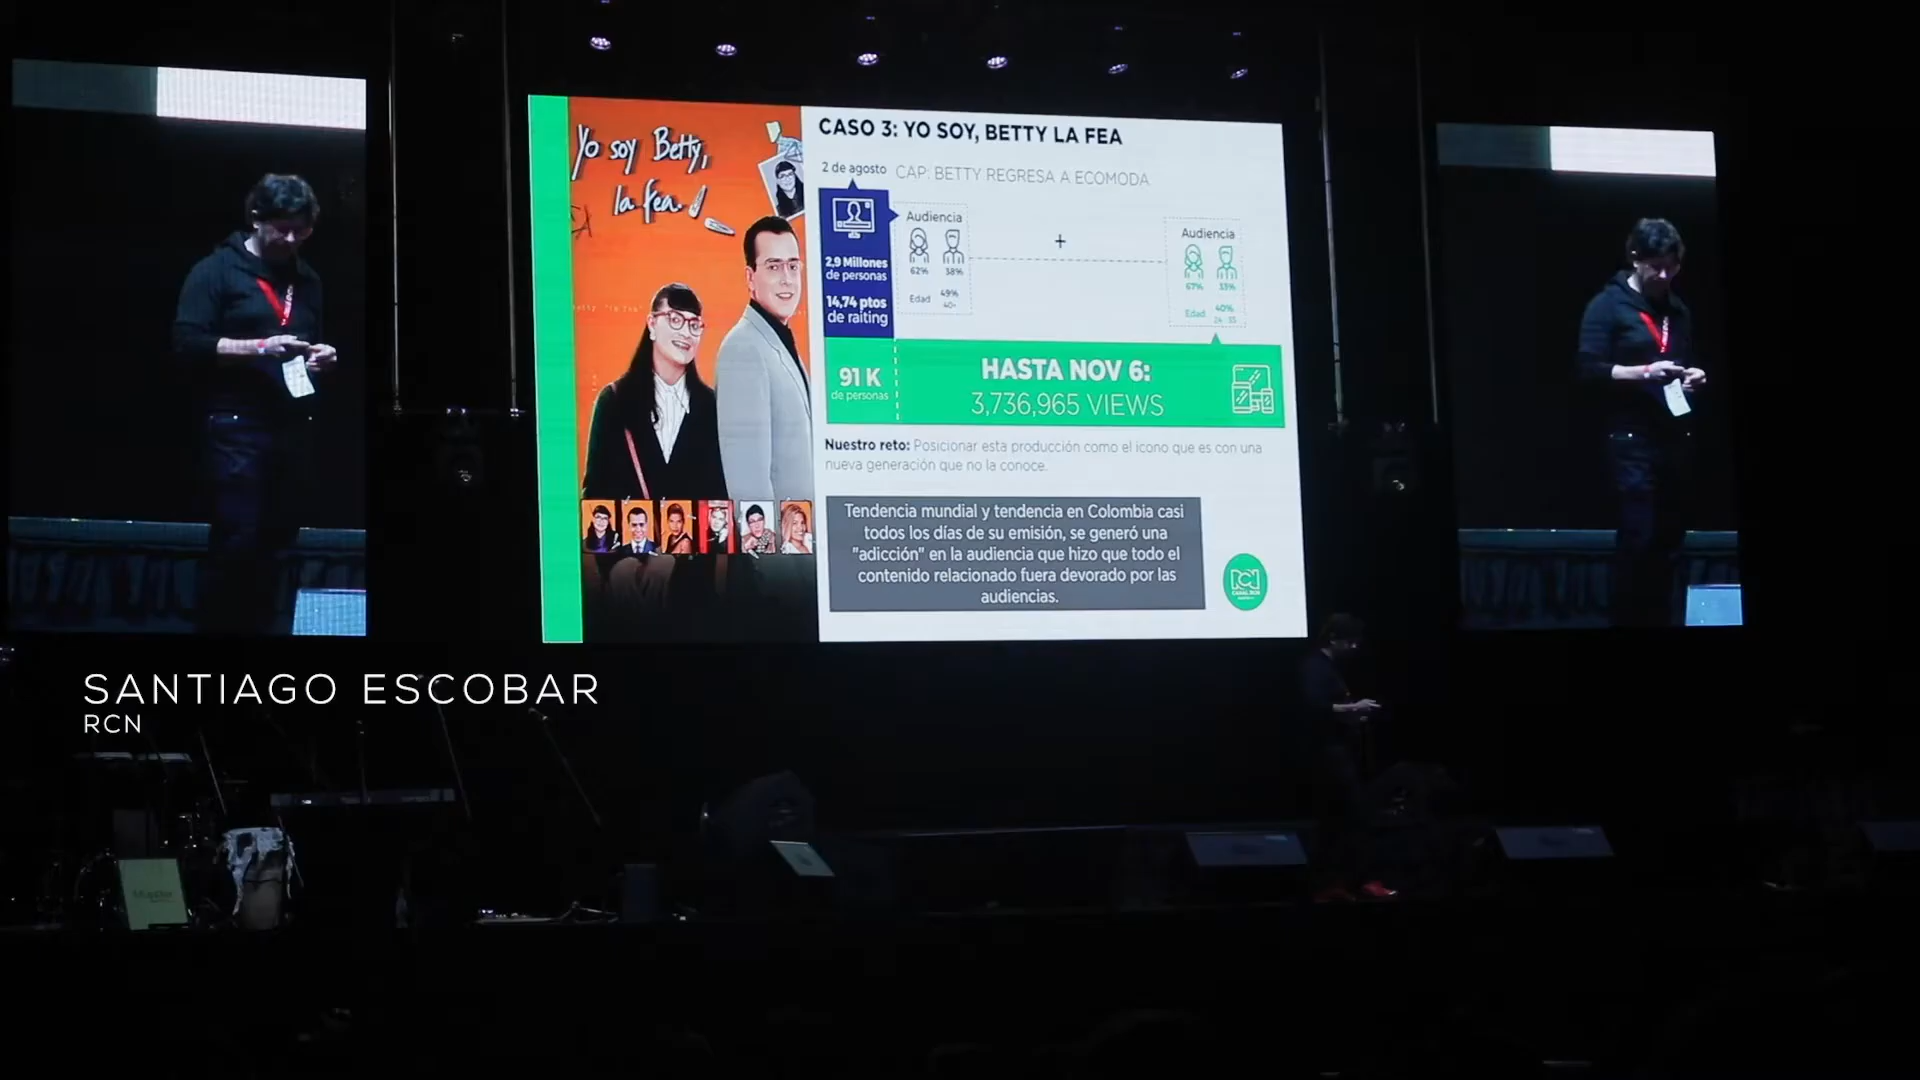 Yo soy Betty,
la fea.
CASO 3: YO SOY, BETTY LA FEA
2 de agosto
CAP: BETTY REGRESA A ECOMODA
2,9 Millones
de personas
14,74 ptos
de raiting
Audiencia
62% 38%
Edad 49%
40+
+
Audiencia
67% 33%
Edad 40%
91 K
de personas
HASTA NOV 6:
3,736,965 VIEWS
Nuestro reto: Posicionar esta producción como el icono que es con una
nueva generación que no la conoce.
Tendencia mundial y tendencia en Colombia casi
todos los días de su emisión, se generó una
"adicción" en la audiencia que hizo que todo el
contenido relacionado fuera devorado por las
audiencias.
RCN
CANAL RCN
SANTIAGO ESCOBAR
RCN